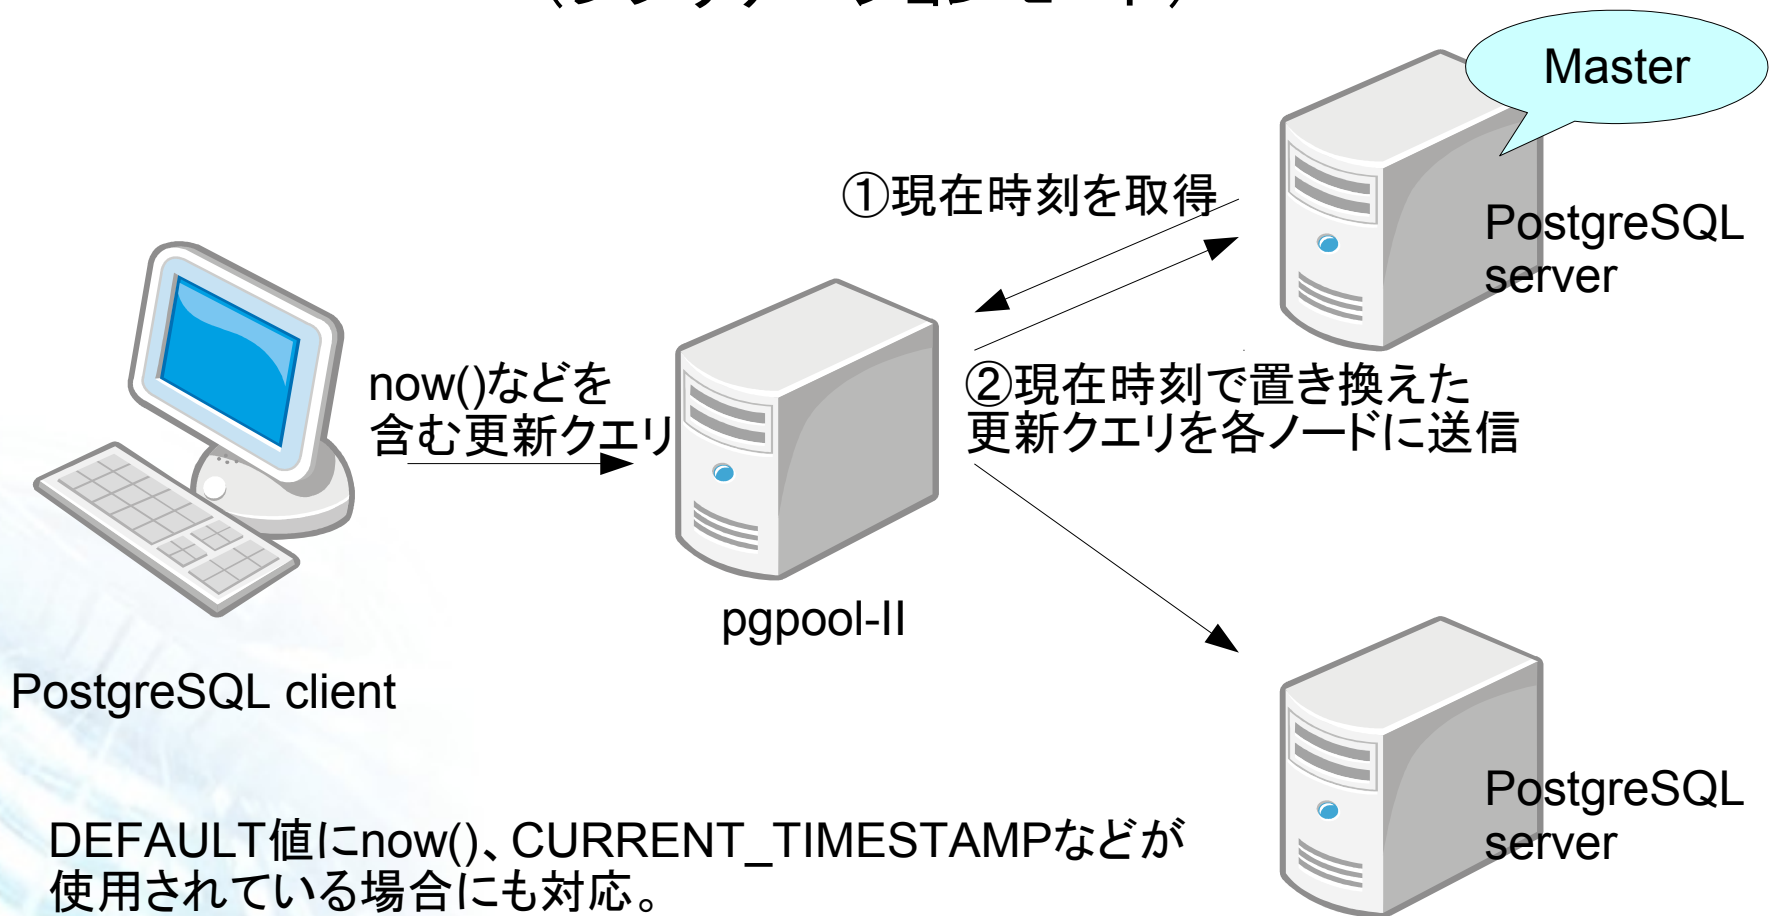 Master
①現在時刻を取得
PostgreSQL
server
now()などを
含む更新クエリ
②現在時刻で置き換えた
更新クエリを各ノードに送信
pgpool-II
PostgreSQL client
PostgreSQL
server
DEFAULT値にnow()、CURRENT_TIMESTAMPなどが
使用されている場合にも対応。